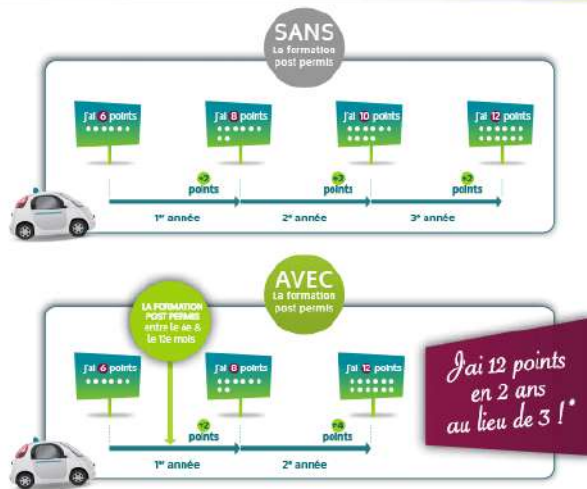 SANS
La formation
post permis
J'ai 6 points
J'ai 8 points
J'ai 10 points
J'ai 12 points
+2
points
+2
points
+2
points
1er année
2e année
3e année
AVEC
La formation
post permis
LA FORMATION
POST PERMIS
entre le 6e &
le 12e mois
J'ai 6 points
J'ai 8 points
J'ai 12 points
+2
points
+4
points
1er année
2e année
J'ai 12 points
en 2 ans
au lieu de 3 !*